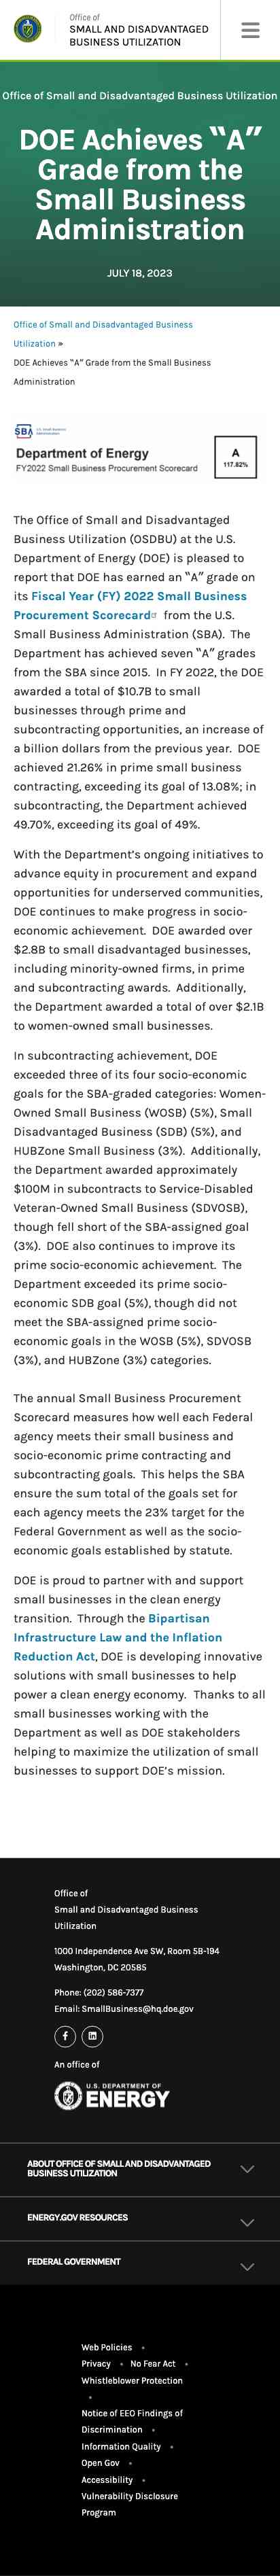 Office of
SMALL AND DISADVANTAGED
BUSINESS UTILIZATION
Office of Small and Disadvantaged Business Utilization
DOE Achieves “A”
Grade from the
Small Business
Administration
JULY 18, 2023
Office of Small and Disadvantaged Business
Utilization »
DOE Achieves “A” Grade from the Small Business
Administration
SBA U.S. Small Business
Administration
Department of Energy
FY2022 Small Business Procurement Scorecard
A
117.82%
The Office of Small and Disadvantaged
Business Utilization (OSDBU) at the U.S.
Department of Energy (DOE) is pleased to
report that DOE has earned an “A” grade on
its Fiscal Year (FY) 2022 Small Business
Procurement Scorecard from the U.S.
Small Business Administration (SBA). The
Department has achieved seven “A” grades
from the SBA since 2015. In FY 2022, the DOE
awarded a total of $10.7B to small
businesses through prime and
subcontracting opportunities, an increase of
a billion dollars from the previous year. DOE
achieved 21.26% in prime small business
contracting, exceeding its goal of 13.08%; in
subcontracting, the Department achieved
49.70%, exceeding its goal of 49%.
With the Department’s ongoing initiatives to
advance equity in procurement and expand
opportunities for underserved communities,
DOE continues to make progress in socio-
economic achievement. DOE awarded over
$2.8B to small disadvantaged businesses,
including minority-owned firms, in prime
and subcontracting awards. Additionally,
the Department awarded a total of over $2.1B
to women-owned small businesses.
In subcontracting achievement, DOE
exceeded three of its four socio-economic
goals for the SBA-graded categories: Women-
Owned Small Business (WOSB) (5%), Small
Disadvantaged Business (SDB) (5%), and
HUBZone Small Business (3%). Additionally,
the Department awarded approximately
$100M in subcontracts to Service-Disabled
Veteran-Owned Small Business (SDVOSB),
though fell short of the SBA-assigned goal
(3%). DOE also continues to improve its
prime socio-economic achievement. The
Department exceeded its prime socio-
economic SDB goal (5%), though did not
meet the SBA-assigned prime socio-
economic goals in the WOSB (5%), SDVOSB
(3%), and HUBZone (3%) categories.
The annual Small Business Procurement
Scorecard measures how well each Federal
agency meets their small business and
socio-economic prime contracting and
subcontracting goals. This helps the SBA
ensure the sum total of the goals set for
each agency meets the 23% target for the
Federal Government as well as the socio-
economic goals established by statute.
DOE is proud to partner with and support
small businesses in the clean energy
transition. Through the Bipartisan
Infrastructure Law and the Inflation
Reduction Act, DOE is developing innovative
solutions with small businesses to help
power a clean energy economy. Thanks to all
small businesses working with the
Department as well as DOE stakeholders
helping to maximize the utilization of small
businesses to support DOE’s mission.
Office of
Small and Disadvantaged Business
Utilization
1000 Independence Ave SW, Room 5B-194
Washington, DC 20585
Phone: (202) 586-7377
Email: SmallBusiness@hq.doe.gov
An office of
U.S. DEPARTMENT OF
ENERGY
ABOUT OFFICE OF SMALL AND DISADVANTAGED
BUSINESS UTILIZATION
ENERGY.GOV RESOURCES
FEDERAL GOVERNMENT
Web Policies •
Privacy • No Fear Act •
Whistleblower Protection
•
Notice of EEO Findings of
Discrimination •
Information Quality •
Open Gov •
Accessibility •
Vulnerability Disclosure
Program